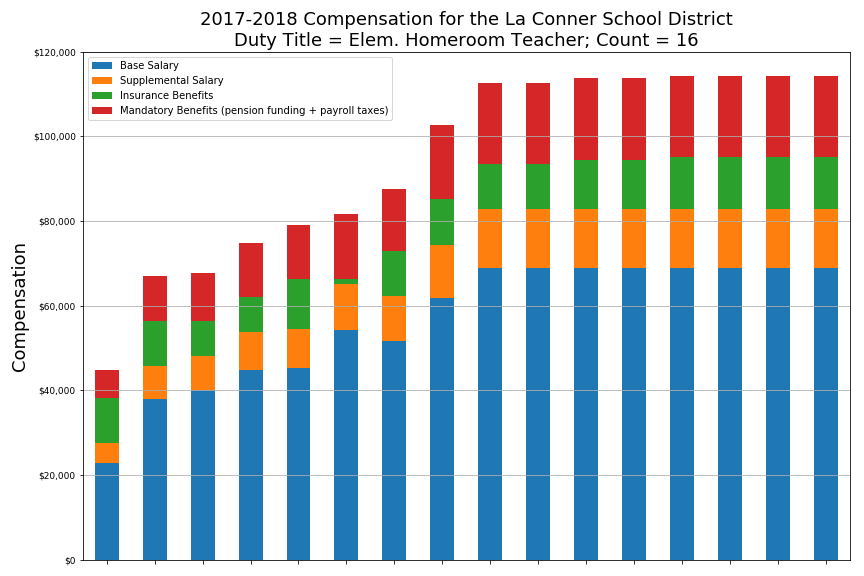 2017-2018 Compensation for the La Conner School District
Duty Title = Elem. Homeroom Teacher; Count = 16
$120,000
Base Salary
Supplemental Salary
Insurance Benefits
Mandatory Benefits (pension funding + payroll taxes)
$100,000
$80,000
$60,000
$40,000
$20,000
$0
Compensation